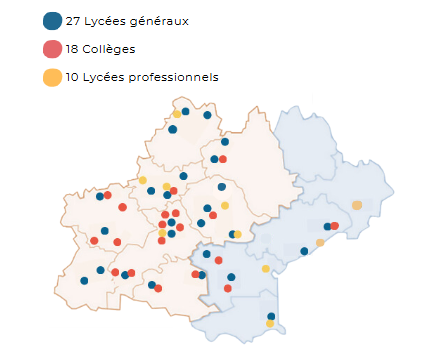 27 Lycées généraux
18 Collèges
10 Lycées professionnels